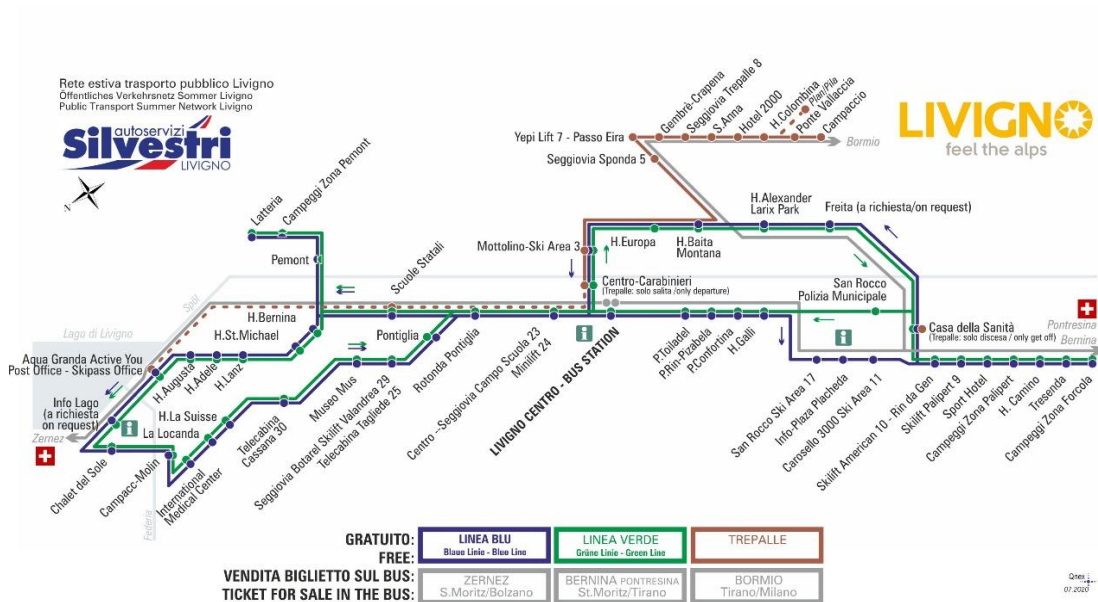 Rete estiva trasporto pubblico Livigno
Öffentliches Verkehrsnetz Sommer Livigno
Public Transport Summer Network Livigno
autoservizi
Silvestri
LIVIGNO
N
LIVIGNO
feel the alps
Yepi Lift 7 - Passo Eira
Gembrè-Crapena
Seggiovia Trepalle 8
S.Anna
Hotel 2000
H.Colombina
Plan/Pila
Ponte Vallaccia
Campaccio
Bormio
Seggiovia Sponda 5
Latteria
Campeggi Zona Pemont
Pemont
Scuole Statali
Mottolino-Ski Area 3
H.Europa
H.Baita
Montana
H.Alexander
Larix Park
Freita (a richiesta/on request)
Centro-Carabinieri
(Trepalle: solo salita /only departure)
San Rocco
Polizia Municipale
Casa della Sanità
(Trepalle: solo discesa / only get off)
Pontresina
Bernina
Spöl
Lago di Livigno
H.Bernina
H.St.Michael
Aqua Granda Active You
Post Office - Skipass Office
H.Augusta
H.Adele
H.Lanz
Info Lago
(a richiesta
on request)
Zernez
Chalet del Sole
Federia
Campacc-Molin
H.La Suisse
La Locanda
International
Medical Center
Telecabina
Cassana 30
Museo Mus
Seggiovia Botarel Skilift Valandrea 29
Telecabina Tagliede 25
Pontiglia
Rotonda Pontiglia
Centro -Seggiovia Campo Scuola 23
Minilift 24
LIVIGNO CENTRO - BUS STATION
P.Toiladel
P.Rin-Pizabela
P.Confortina
H.Galli
San Rocco Ski Area 17
Info-Plaza Placheda
Carosello 3000 Ski Area 11
Skilift American 10 - Rin da Gen
Skilift Palipert 9
Sport Hotel
Campeggi Zona Palipert
H. Camino
Tresenda
Campeggi Zona Forcola
GRATUITO:
FREE:
LINEA BLU
Blaue Linie - Blue Line
LINEA VERDE
Grüne Linie - Green Line
TREPALLE
VENDITA BIGLIETTO SUL BUS:
TICKET FOR SALE IN THE BUS:
ZERNEZ
S.Moritz/Bolzano
BERNINA PONTRESINA
St.Moritz/Tirano
BORMIO
Tirano/Milano
07.2020